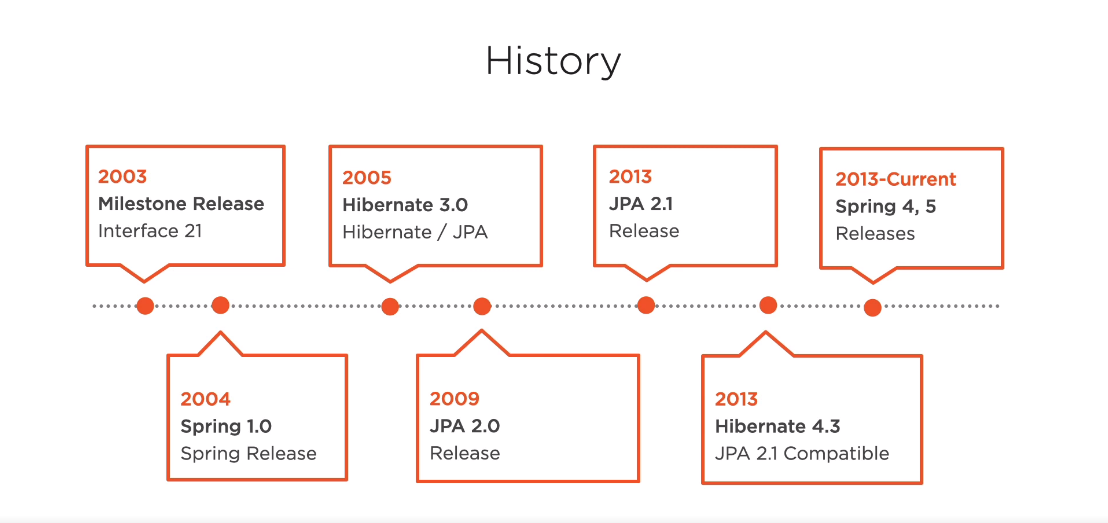 History
2003
Milestone Release
Interface 21
2004
Spring 1.0
Spring Release
2005
Hibernate 3.0
Hibernate / JPA
2009
JPA 2.0
Release
2013
JPA 2.1
Release
2013
Hibernate 4.3
JPA 2.1 Compatible
2013-Current
Spring 4, 5
Releases